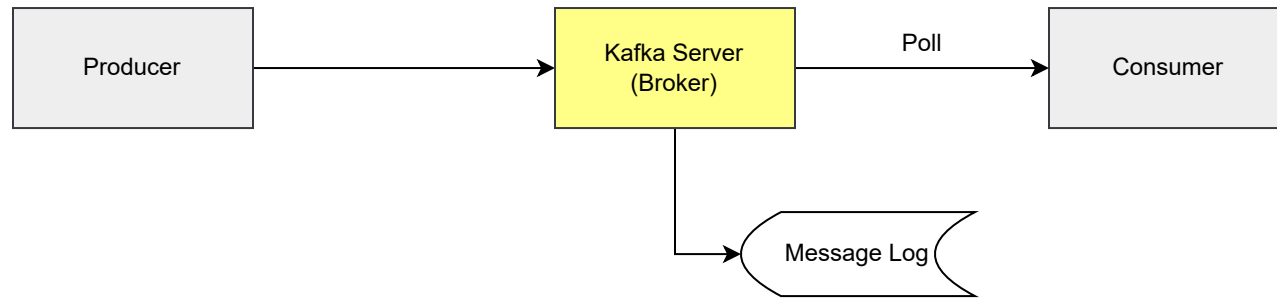 Producer
Kafka Server
(Broker)
Poll
Consumer
Message Log